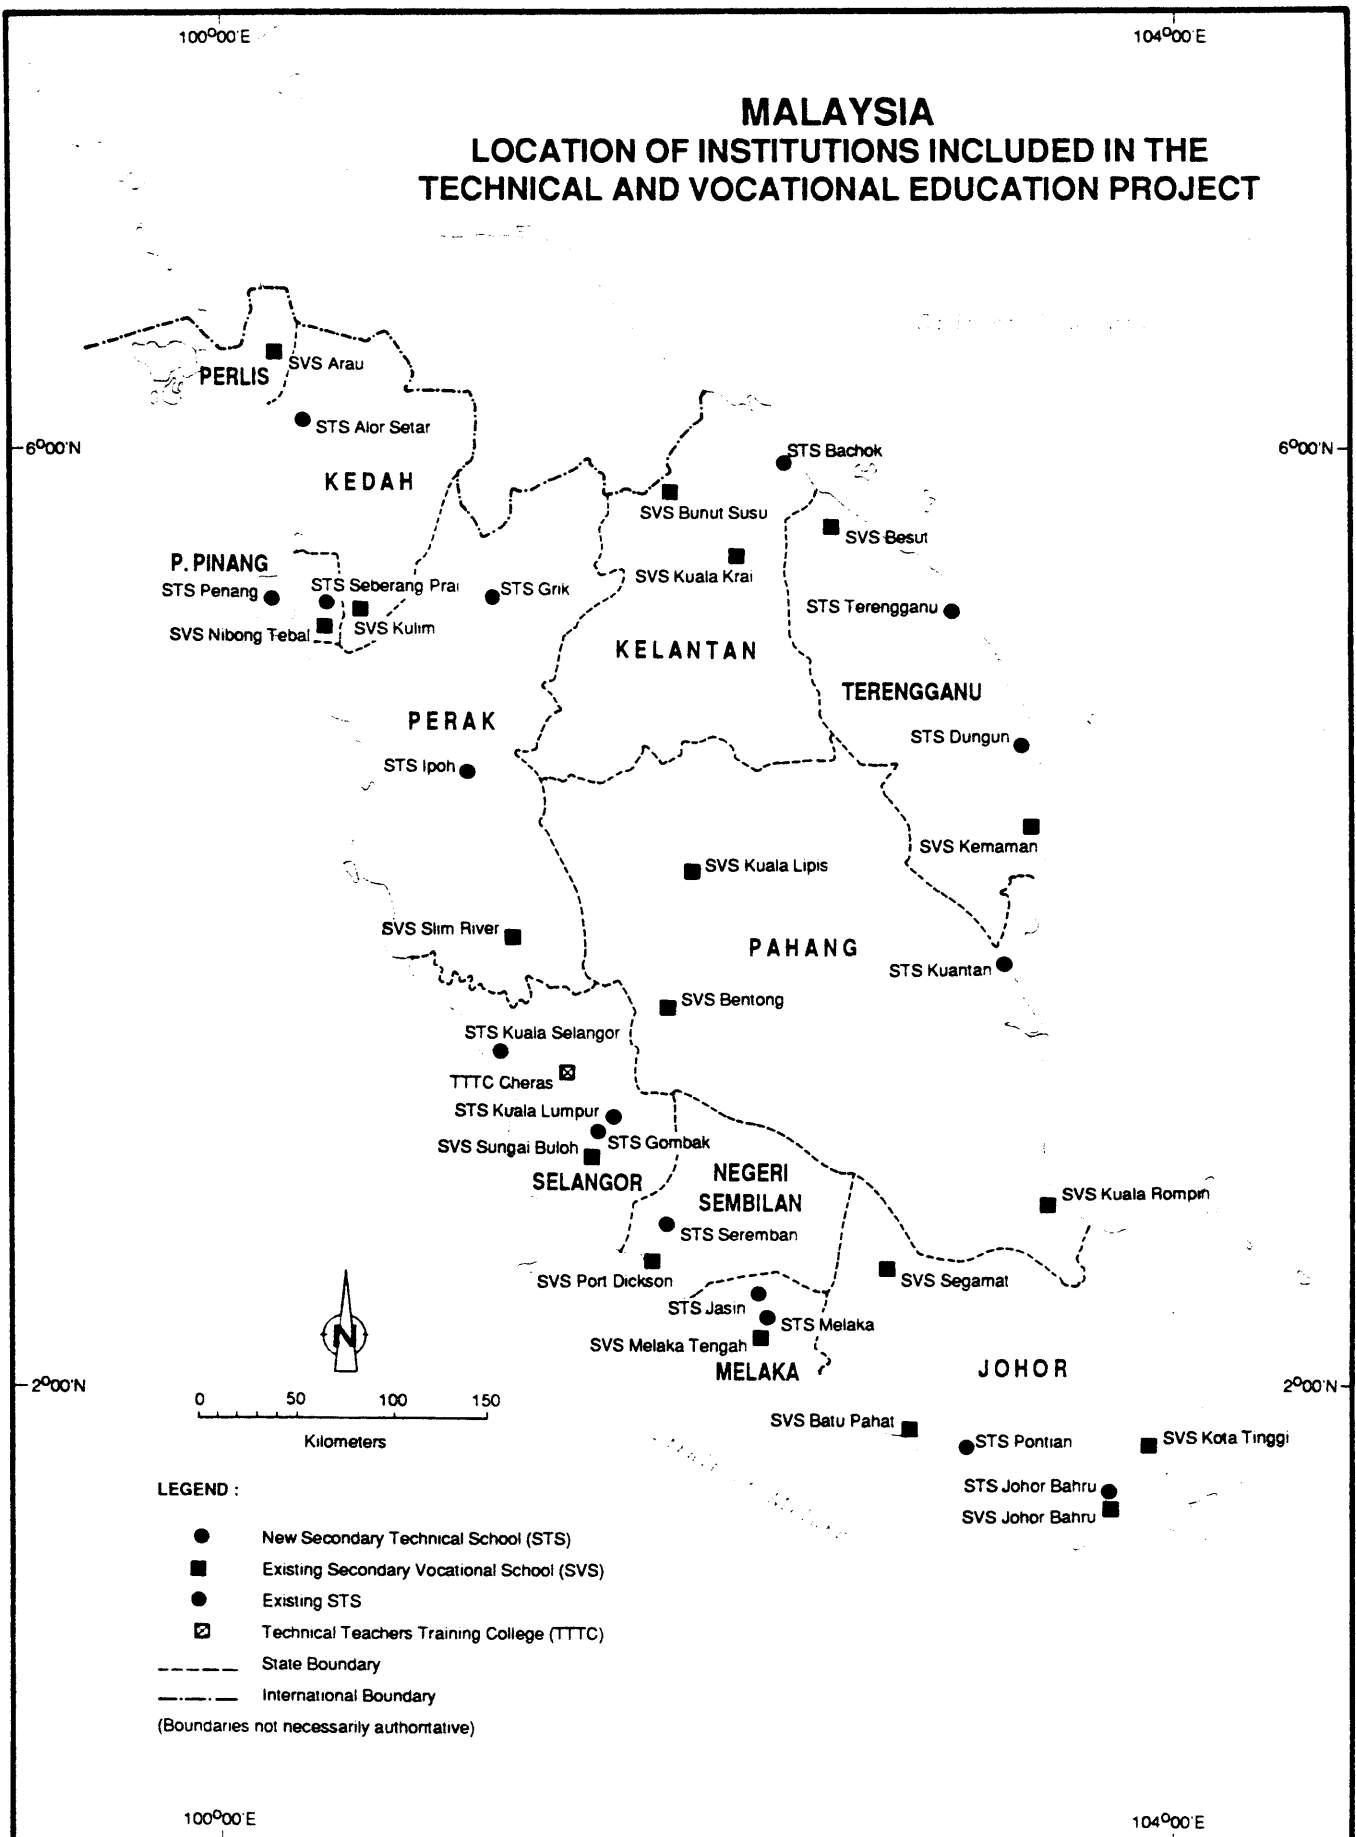 100°00'E
104°00'E
MALAYSIA
LOCATION OF INSTITUTIONS INCLUDED IN THE
TECHNICAL AND VOCATIONAL EDUCATION PROJECT
SVS Arau
PERLIS
STS Alor Setar
6°00'N
6°00'N
STS Bachok
KEDAH
SVS Bunut Susu
SVS Besut
P. PINANG
SVS Kuala Krai
STS Penang
STS Seberang Prai
STS Grik
STS Terengganu
SVS Nibong Tebal
SVS Kulim
KELANTAN
TERENGGANU
PERAK
STS Dungun
STS Ipoh
SVS Kemaman
SVS Kuala Lipis
SVS Slim River
PAHANG
STS Kuantan
SVS Bentong
STS Kuala Selangor
TTTC Cheras
STS Kuala Lumpur
STS Gombak
SVS Sungai Buloh
SELANGOR
NEGERI
SEMBILAN
SVS Kuala Rompin
STS Seremban
SVS Port Dickson
SVS Segamat
STS Jasin
STS Melaka
SVS Melaka Tengah
MELAKA
JOHOR
N
2°00'N
2°00'N
0 50 100 150
Kilometers
SVS Batu Pahat
STS Pontian
SVS Kota Tinggi
STS Johor Bahru
SVS Johor Bahru
LEGEND :
New Secondary Technical School (STS)
Existing Secondary Vocational School (SVS)
Existing STS
Technical Teachers Training College (TTTC)
State Boundary
International Boundary
(Boundaries not necessarily authoritative)
100°00'E
104°00'E